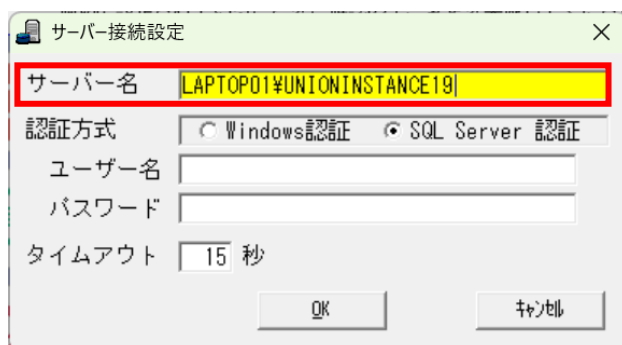 サーバー接続設定
サーバー名 LAPTOP01¥UNIONINSTANCE19
認証方式 Windows認証 SQL Server 認証
ユーザー名
パスワード
タイムアウト 15 秒
OK ｷｬﾝｾﾙ